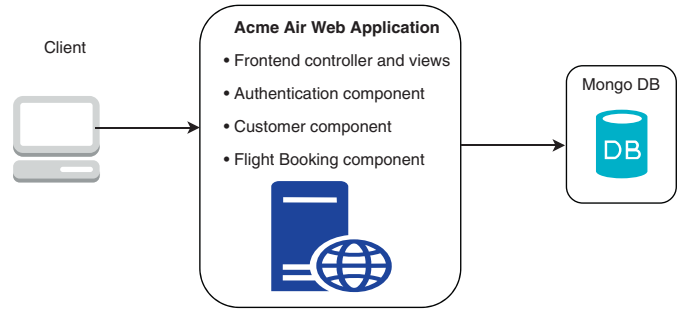 Client
Acme Air Web Application
• Frontend controller and views
• Authentication component
• Customer component
• Flight Booking component
Mongo DB
DB